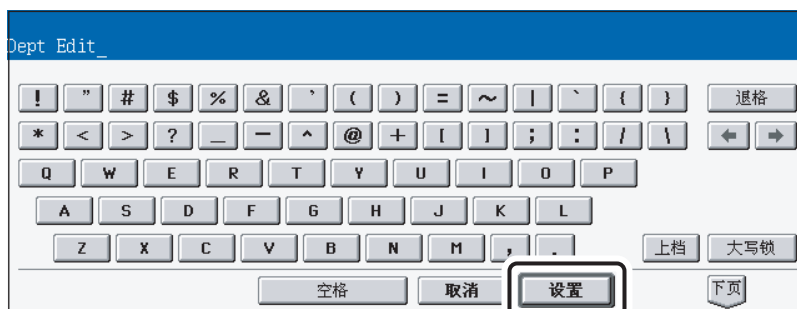 Dept Edit_
! " # $ % & ' ( ) = ~ | ` { } 退格
* < > ? _ - ^ @ + [ ] ; : / \ ← →
Q W E R T Y U I O P
A S D F G H J K L
Z X C V B N M , . 上档 大写锁
空格 取消 设置 下页